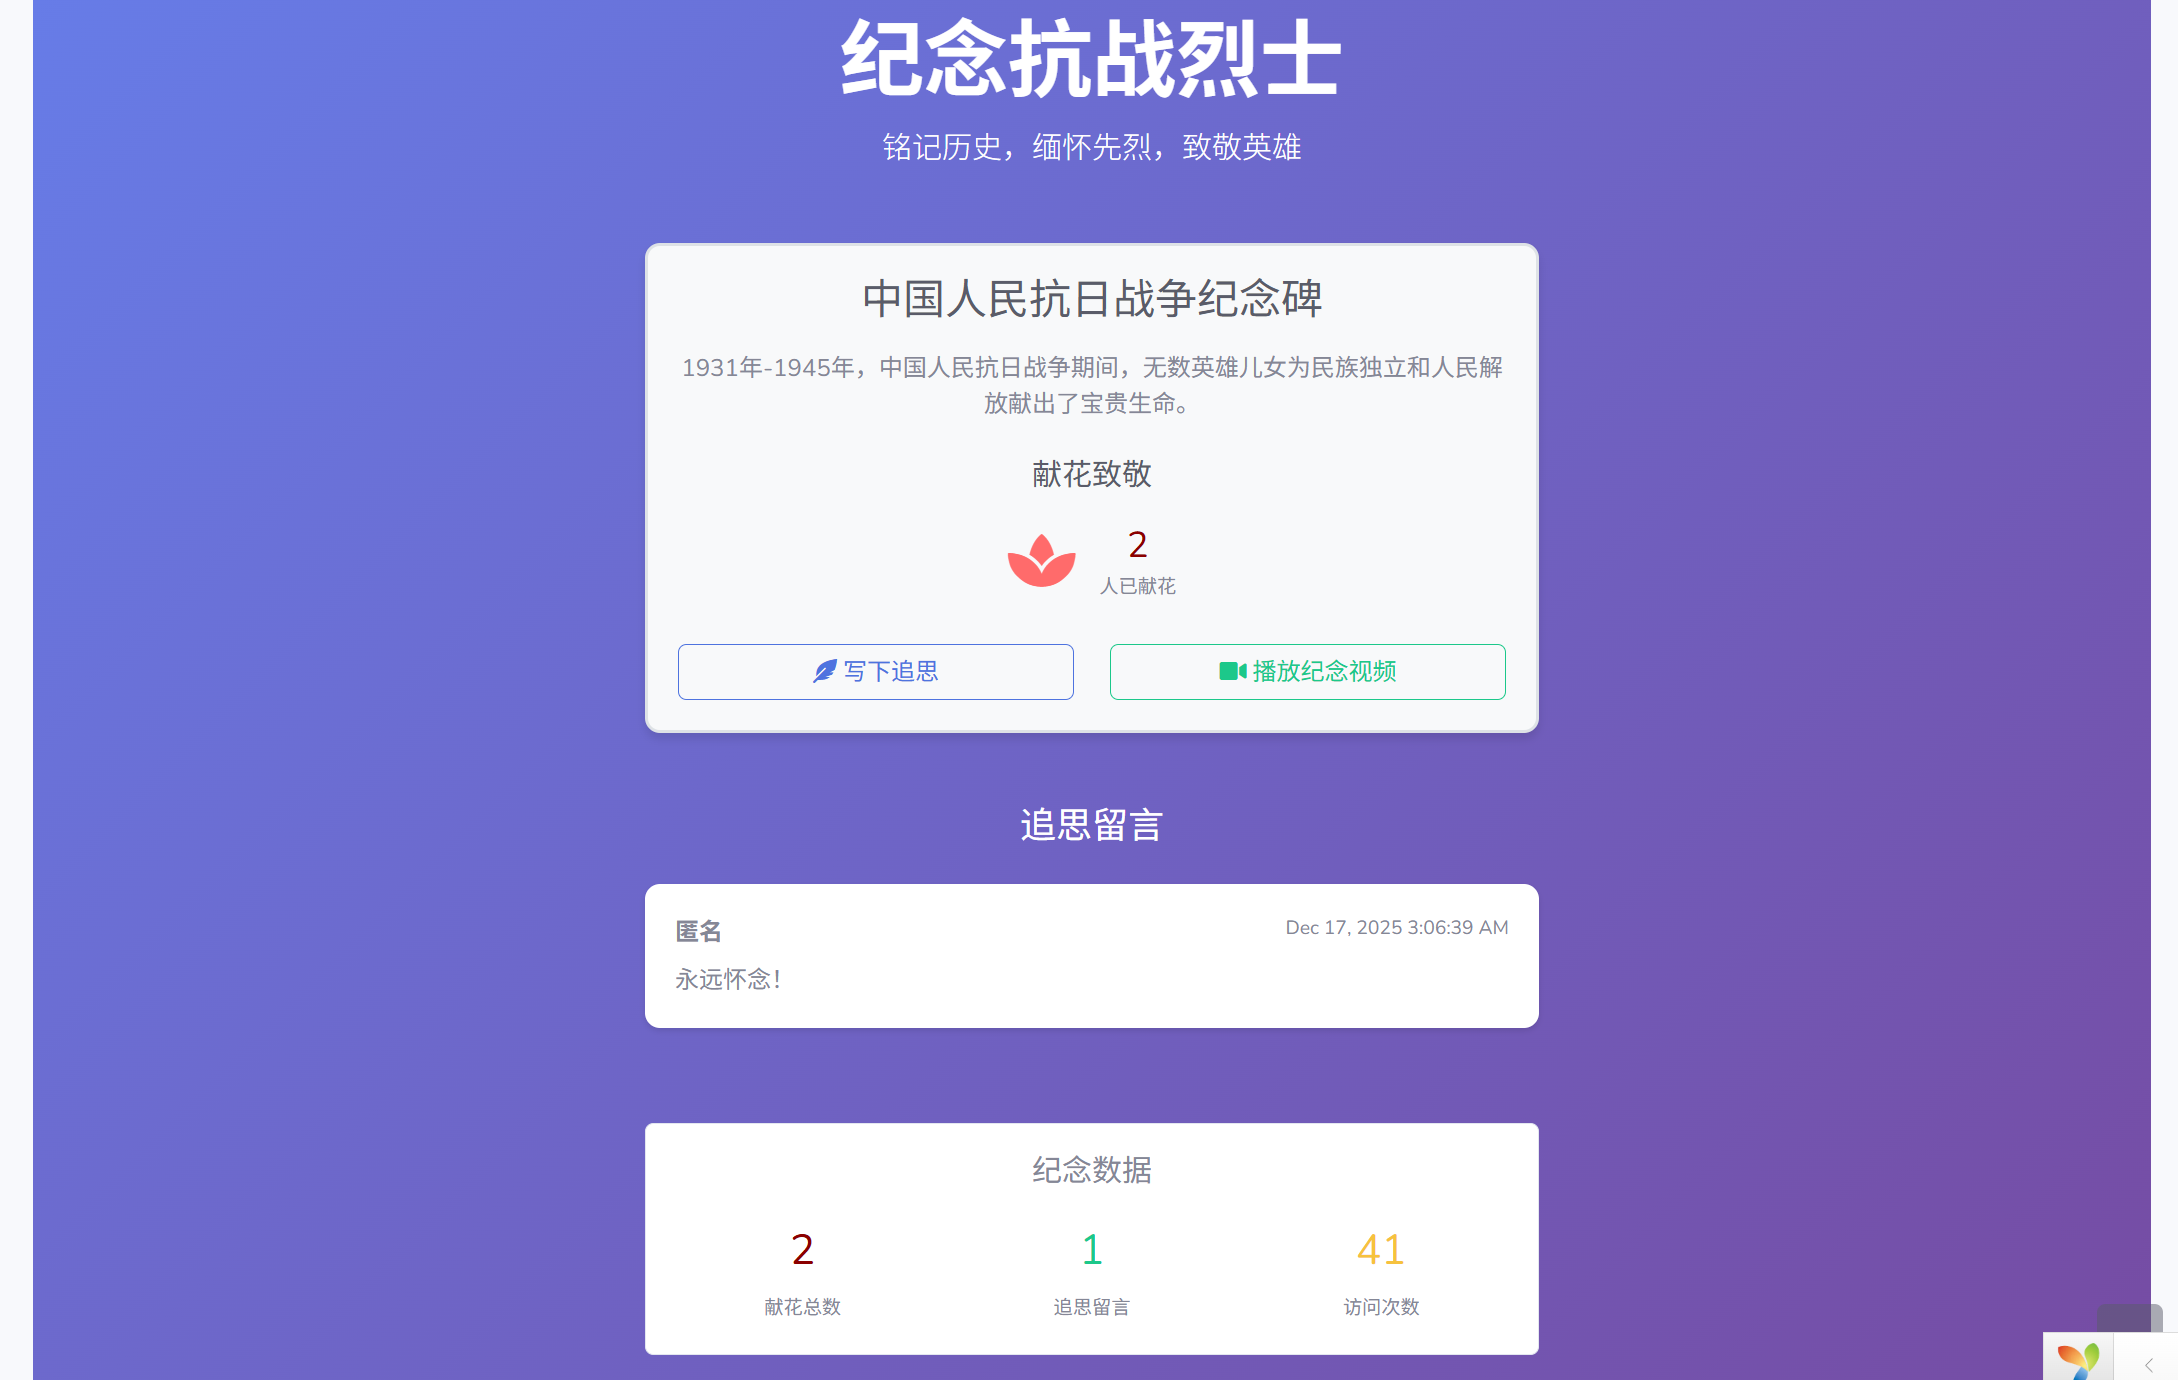 纪念抗战烈士
铭记历史，缅怀先烈，致敬英雄
中国人民抗日战争纪念碑
1931年-1945年，中国人民抗日战争期间，无数英雄儿女为民族独立和人民解
放献出了宝贵生命。
献花致敬
2
人已献花
写下追思
播放纪念视频
追思留言
匿名
Dec 17, 2025 3:06:39 AM
永远怀念！
纪念数据
2
1
41
献花总数
追思留言
访问次数